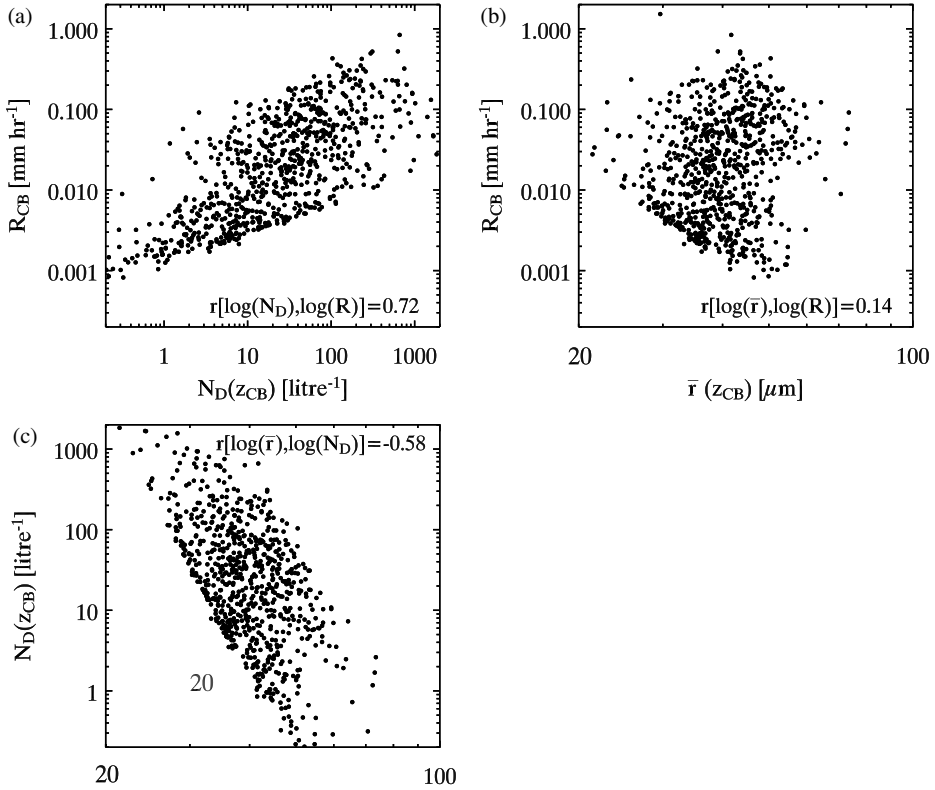 (a)
1.000
0.100
0.010
0.001
R_CB [mm hr⁻¹]
r[log(N_D),log(R)]=0.72
1 10 100 1000
N_D(z_CB) [litre⁻¹]
(b)
1.000
0.100
0.010
0.001
R_CB [mm hr⁻¹]
r[log(r̄),log(R)]=0.14
20 100
r̄ (z_CB) [μm]
(c)
1000
100
10
1
N_D(z_CB) [litre⁻¹]
r[log(r̄),log(N_D)]=-0.58
20
20 100